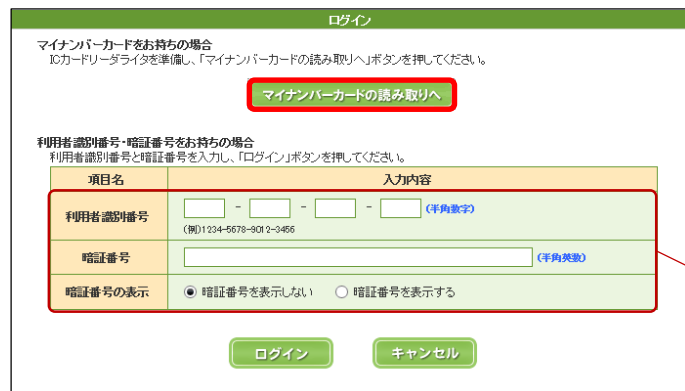 ログイン
マイナンバーカードをお持ちの場合
ICカードリーダライタを準備し、「マイナンバーカードの読み取りへ」ボタンを押してください。
マイナンバーカードの読み取りへ
利用者識別番号・暗証番号をお持ちの場合
利用者識別番号と暗証番号を入力し、「ログイン」ボタンを押してください。
項目名 入力内容
利用者識別番号 - - - (半角数字)
(例)1234-5678-9012-3456
暗証番号 (半角英数)
暗証番号の表示 暗証番号を表示しない 暗証番号を表示する
ログイン キャンセル